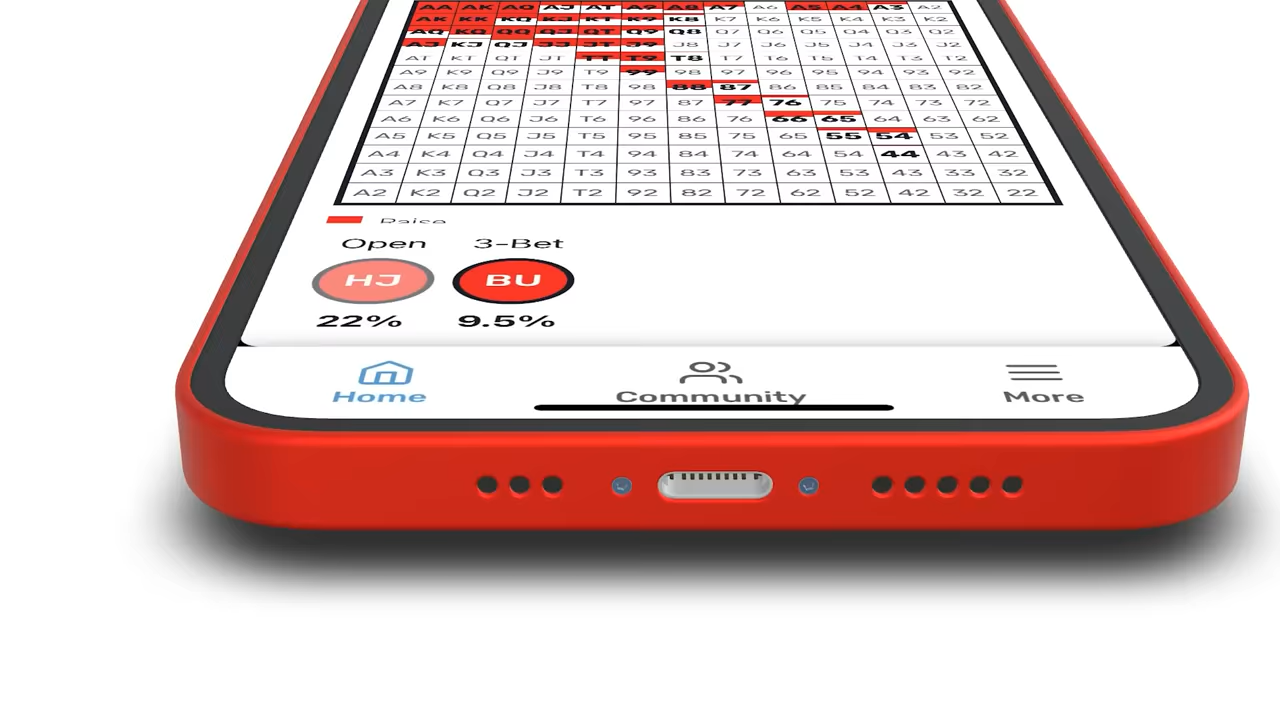 AA AK AQ AJ AT A9 A8 A7 A6 A5 A4 A3 A2
AK KK KQ KJ KT K9 K8 K7 K6 K5 K4 K3 K2
AQ KQ QQ QJ QT Q9 Q8 Q7 Q6 Q5 Q4 Q3 Q2
AJ KJ QJ JJ JT J9 J8 J7 J6 J5 J4 J3 J2
AT KT QT JT TT T9 T8 T7 T6 T5 T4 T3 T2
A9 K9 Q9 J9 T9 99 98 97 96 95 94 93 92
A8 K8 Q8 J8 T8 98 88 87 86 85 84 83 82
A7 K7 Q7 J7 T7 97 87 77 76 75 74 73 72
A6 K6 Q6 J6 T6 96 86 76 66 65 64 63 62
A5 K5 Q5 J5 T5 95 85 75 65 55 54 53 52
A4 K4 Q4 J4 T4 94 84 74 64 54 44 43 42
A3 K3 Q3 J3 T3 93 83 73 63 53 43 33 32
A2 K2 Q2 J2 T2 92 82 72 62 52 42 32 22
Raise
Open 3-Bet
HJ BU
22% 9.5%
Home Community More